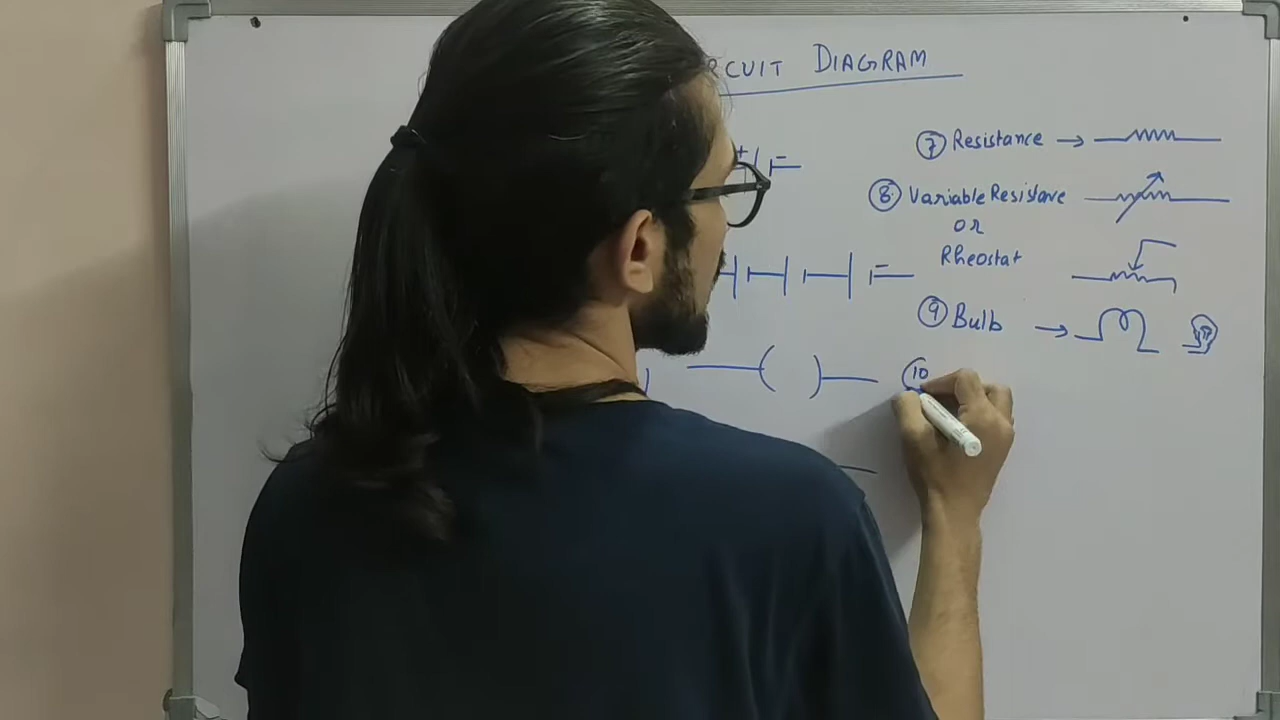 RCUIT DIAGRAM
+ -
-
7 Resistance →
8 Variable Resistance
or
Rheostat
9 Bulb →
10